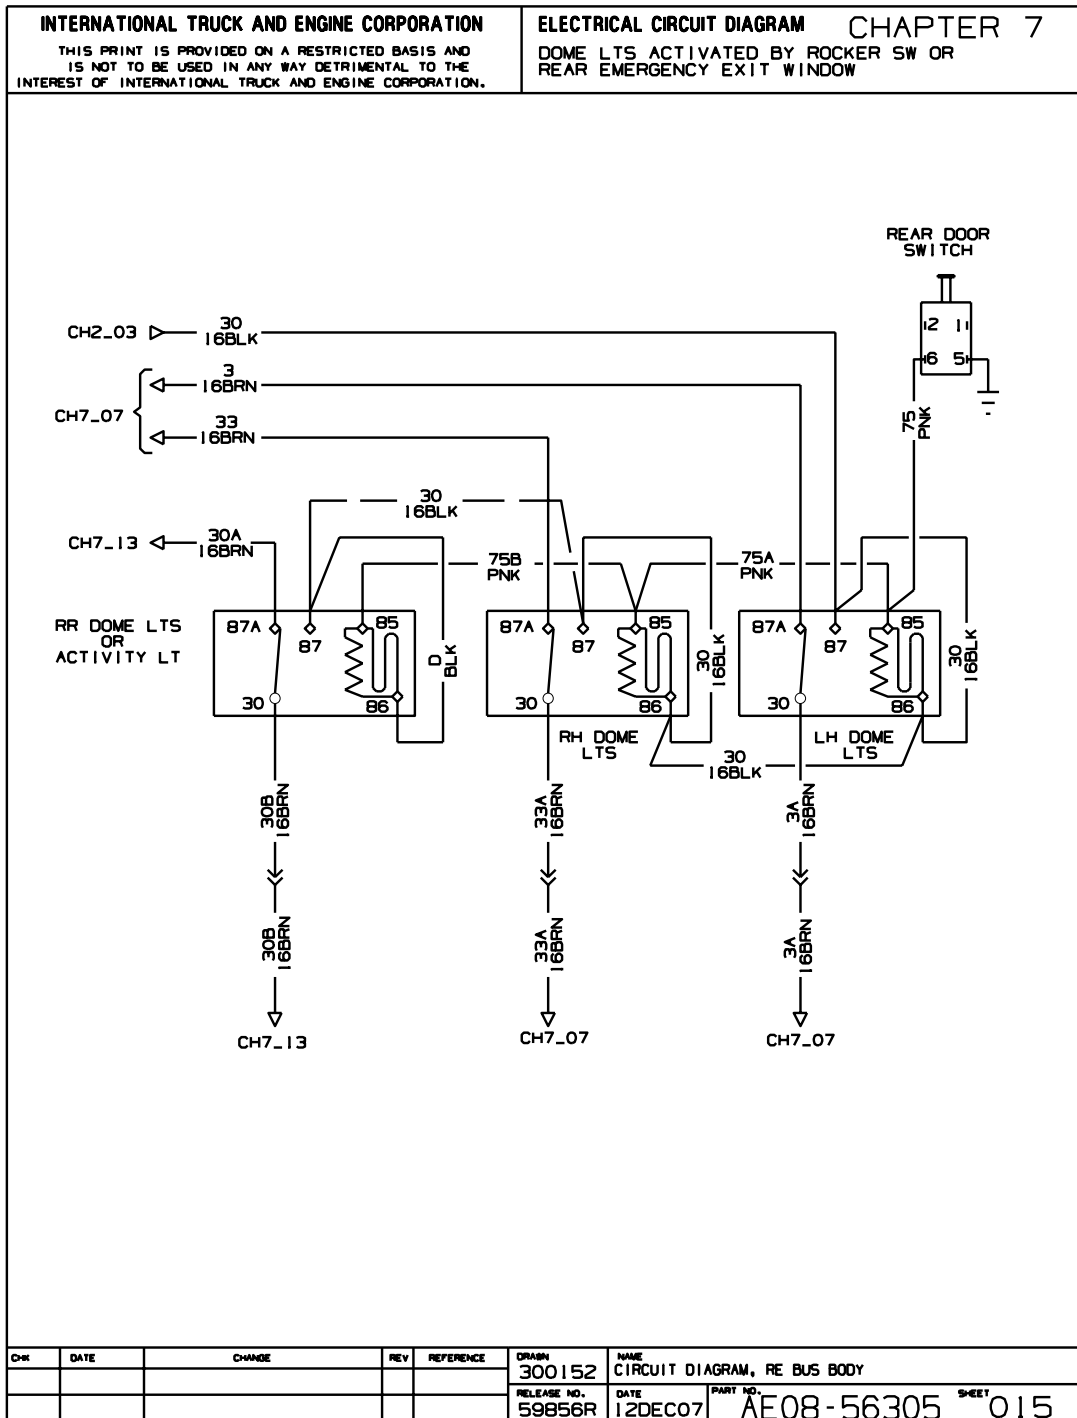 INTERNATIONAL TRUCK AND ENGINE CORPORATION
THIS PRINT IS PROVIDED ON A RESTRICTED BASIS AND
IS NOT TO BE USED IN ANY WAY DETRIMENTAL TO THE
INTEREST OF INTERNATIONAL TRUCK AND ENGINE CORPORATION.
ELECTRICAL CIRCUIT DIAGRAM CHAPTER 7
DOME LTS ACTIVATED BY ROCKER SW OR
REAR EMERGENCY EXIT WINDOW
REAR DOOR
SWITCH
2 1
6 5
CH2_03
30
16BLK
3
16BRN
CH7_07
33
16BRN
75
PNK
30
16BLK
CH7_13
30A
16BRN
75B
PNK
75A
PNK
RR DOME LTS
OR
ACTIVITY LT
87A
87
85
30
86
D
BLK
87A
87
85
30
86
30
16BLK
87A
87
85
30
86
30
16BLK
RH DOME
LTS
LH DOME
LTS
30
16BLK
30B
16BRN
33A
16BRN
3A
16BRN
30B
16BRN
33A
16BRN
3A
16BRN
CH7_13
CH7_07
CH7_07
CHK DATE CHANGE REV REFERENCE
DRAWN
300152
NAME
CIRCUIT DIAGRAM, RE BUS BODY
RELEASE NO.
59856R
DATE
12DEC07
PART NO.
AE08-56305
SHEET
015